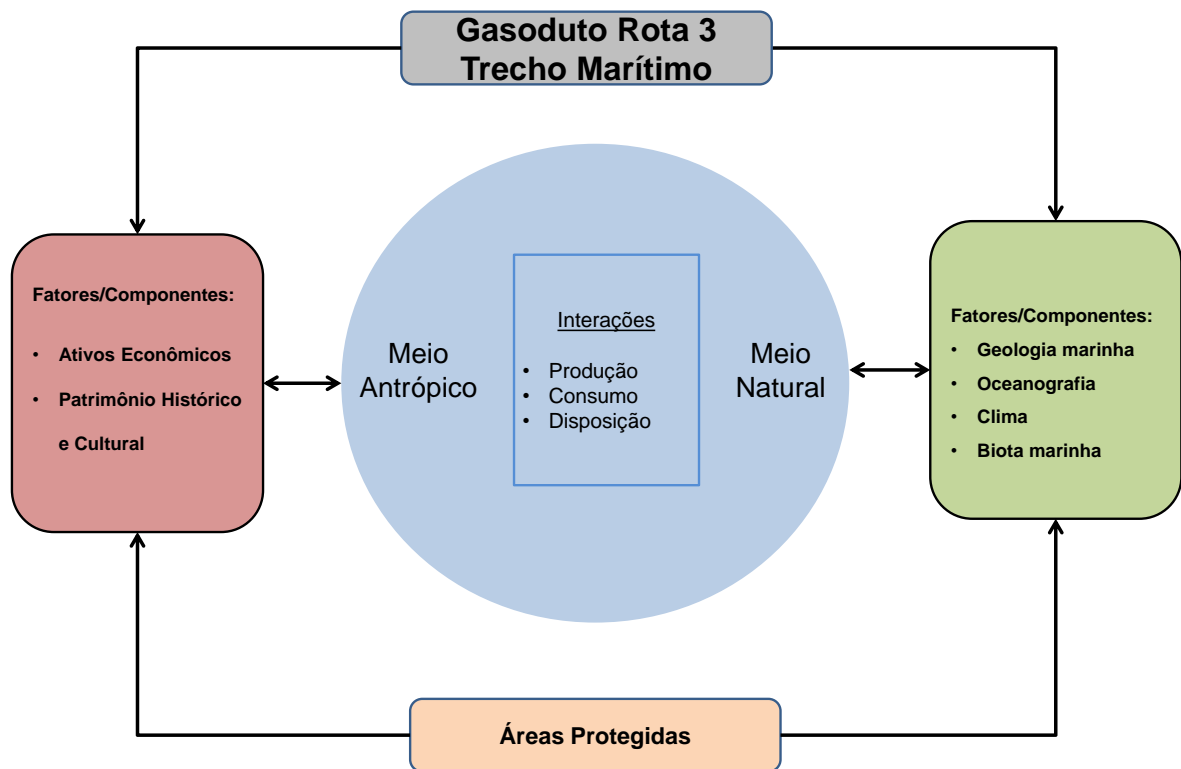 Gasoduto Rota 3
Trecho Marítimo
Fatores/Componentes:
• Ativos Econômicos
• Patrimônio Histórico
e Cultural
Meio
Antrópico
Interações
• Produção
• Consumo
• Disposição
Meio
Natural
Fatores/Componentes:
• Geologia marinha
• Oceanografia
• Clima
• Biota marinha
Áreas Protegidas